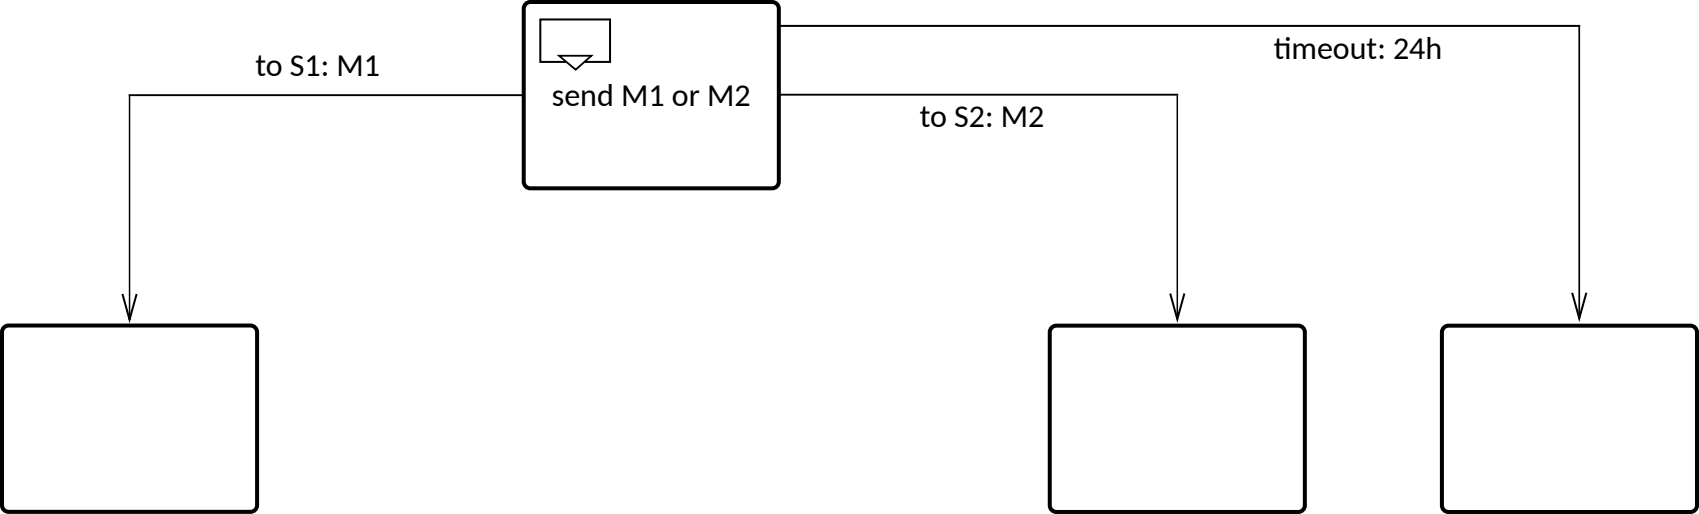 to S1: M1
send M1 or M2
timeout: 24h
to S2: M2